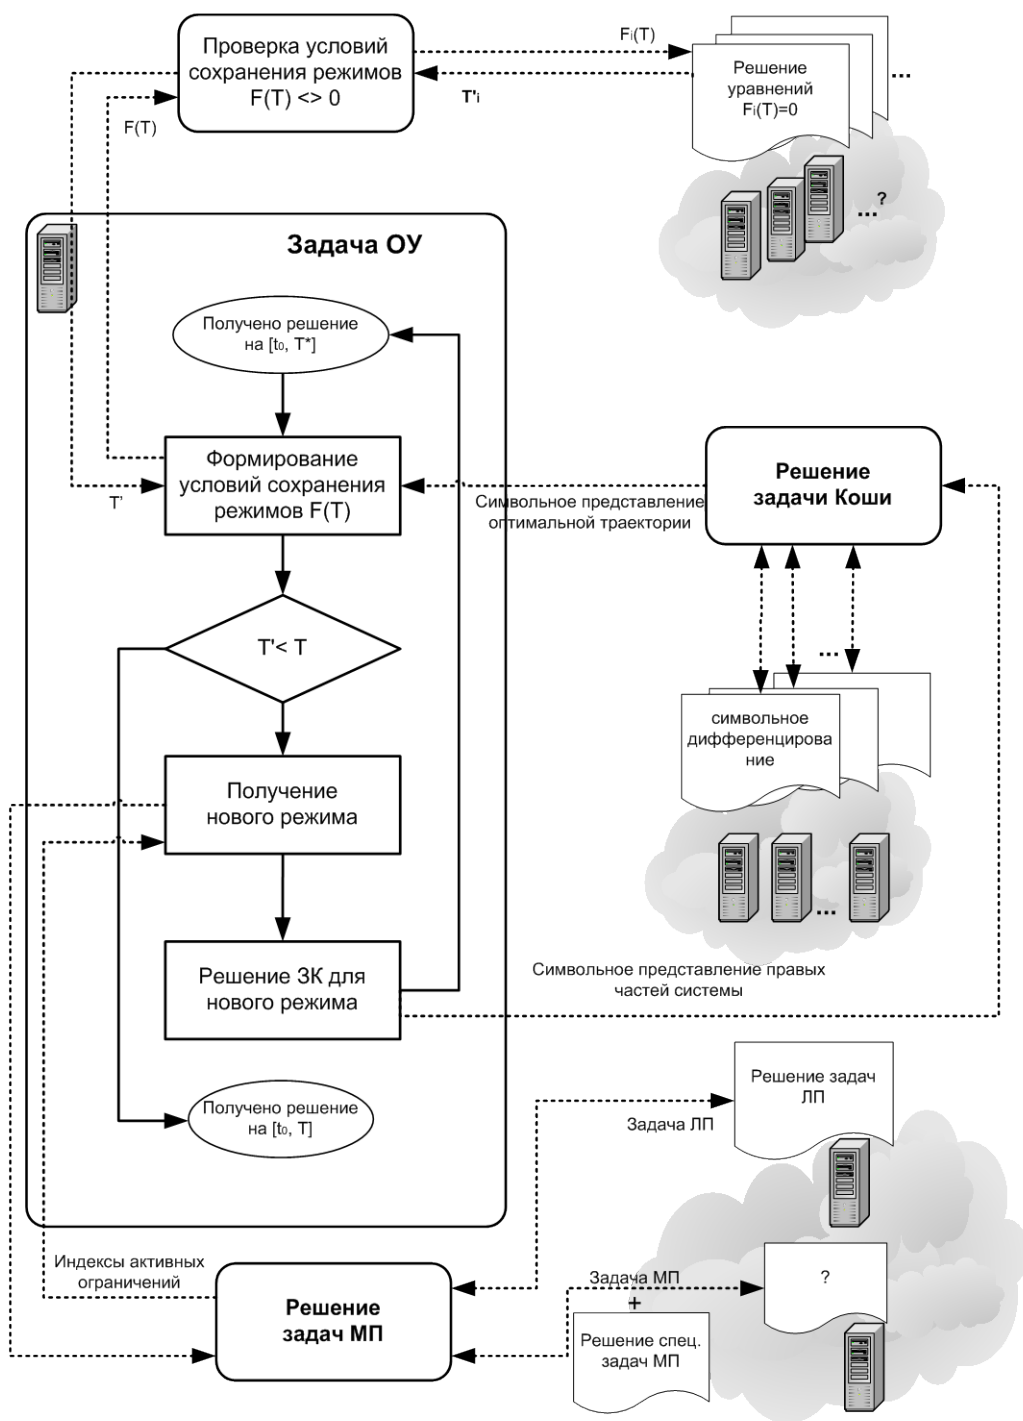 Проверка условий
сохранения режимов
F(T) <> 0
Fᵢ(T)
T'ᵢ
F(T)
Решение
уравнений
Fᵢ(T)=0
...
...?
Задача ОУ
Получено решение
на [t₀, T*]
Формирование
условий сохранения
режимов F(T)
T'
Символьное представление
оптимальной траектории
Решение
задачи Коши
T'< T
...
символьное
дифференцирова
ние
...
Получение
нового режима
Решение ЗК для
нового режима
Символьное представление правых
частей системы
Получено решение
на [t₀, T]
Решение задач
ЛП
Задача ЛП
Индексы активных
ограничений
Решение
задач МП
Задача МП
+
Решение спец.
задач МП
?